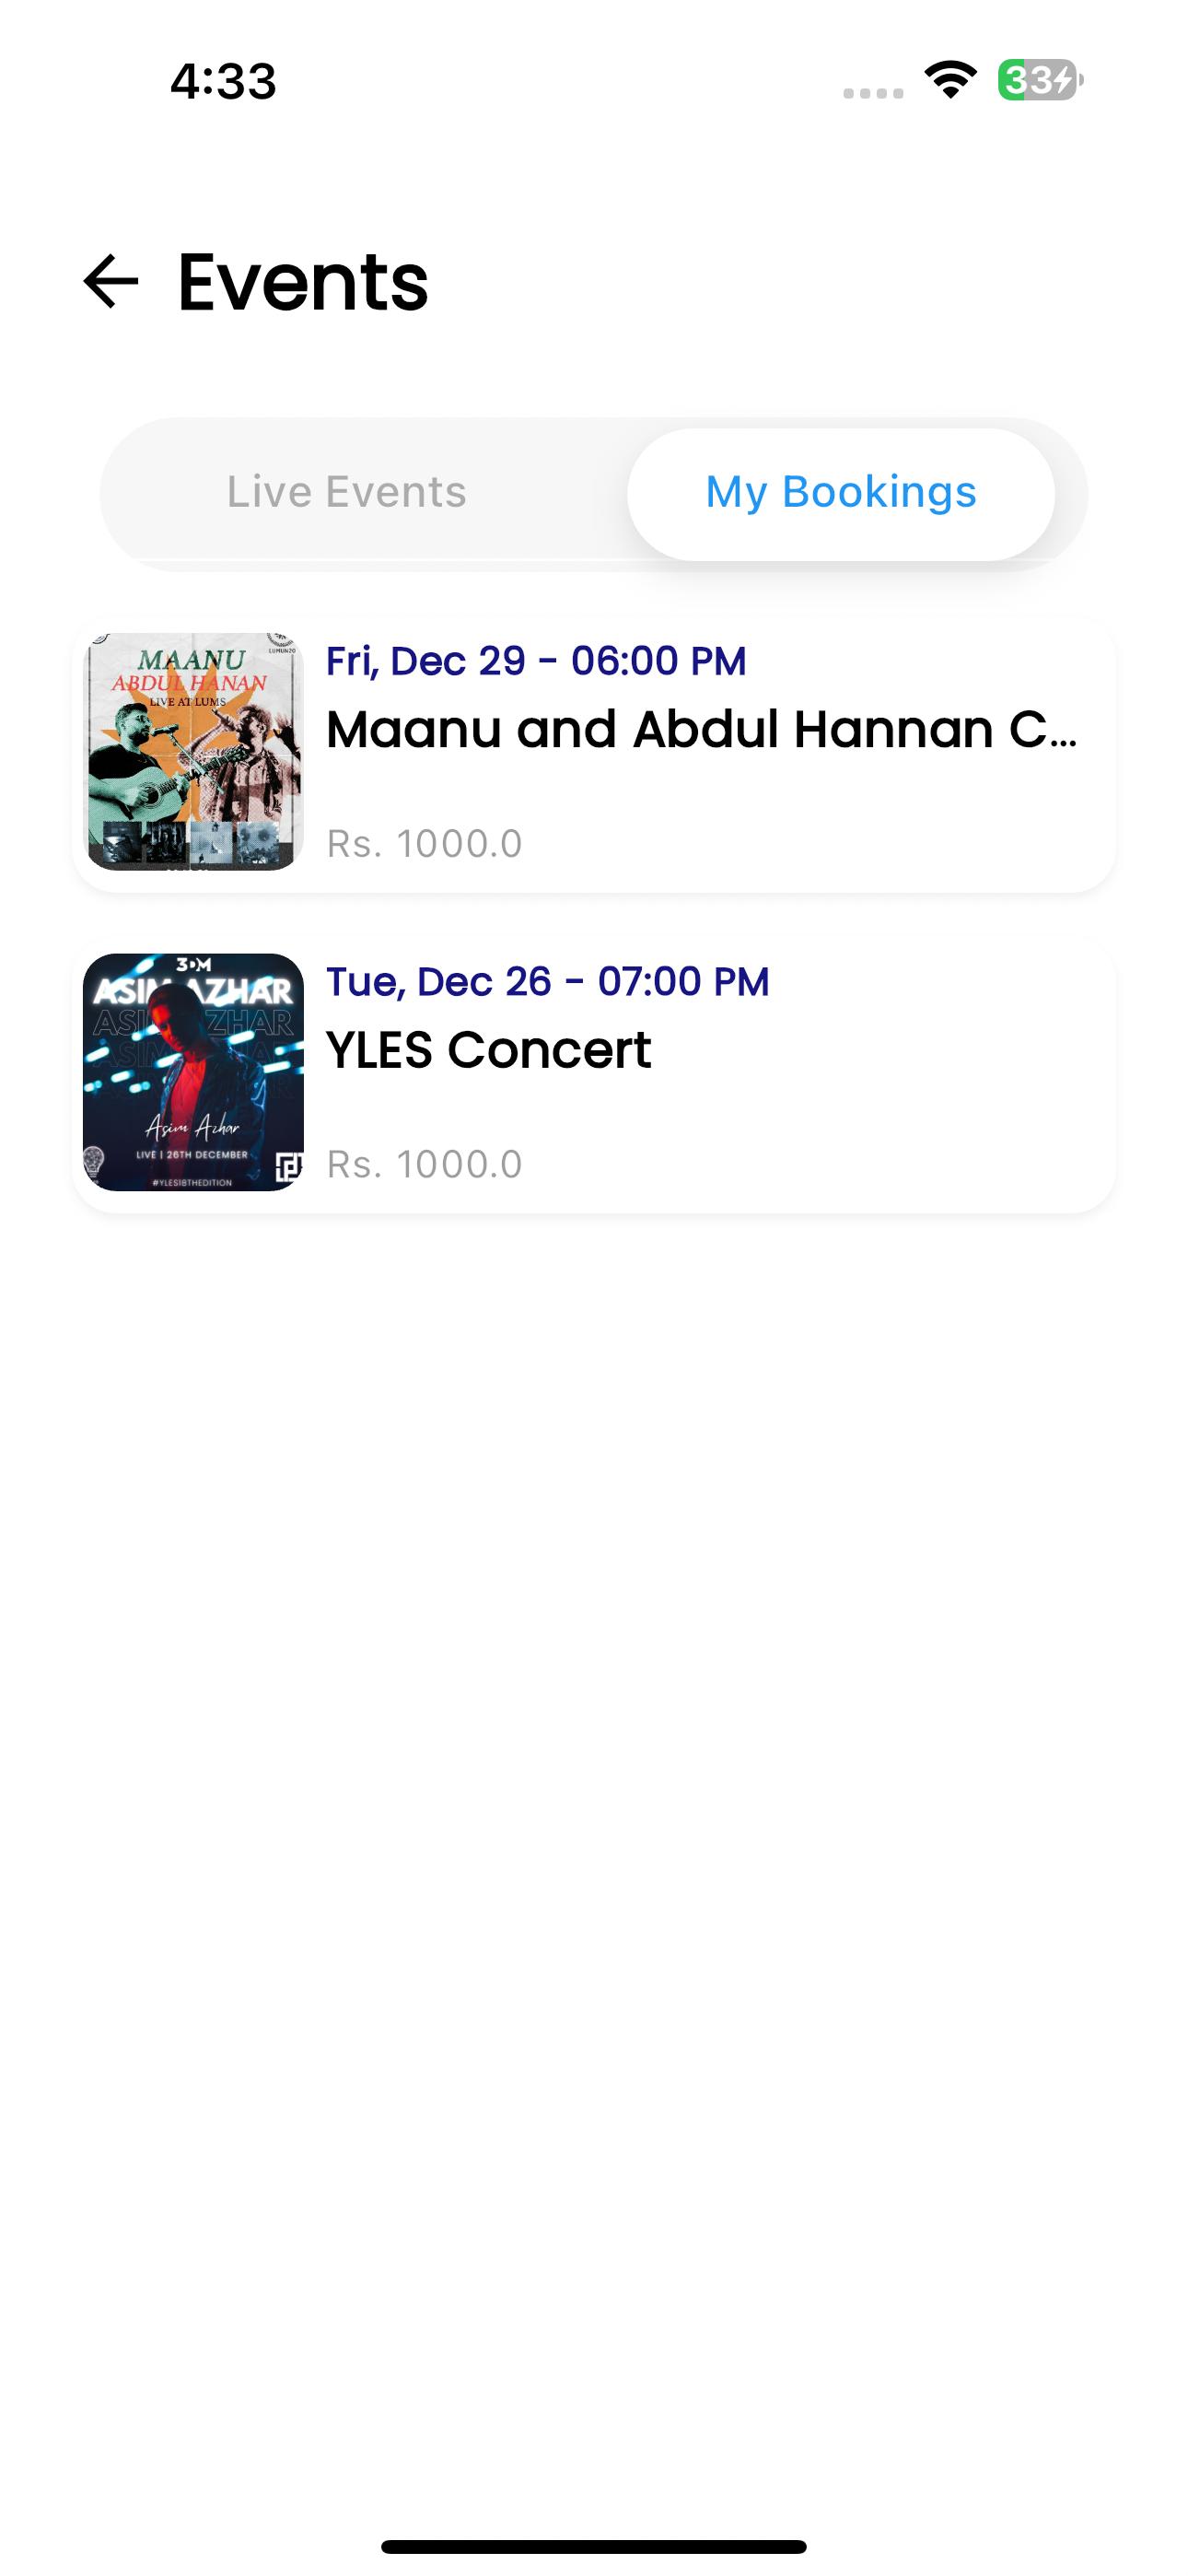 4:33
33
Events
Live Events
My Bookings
LUMUN20
MAANU
ABDUL HANAN
LIVE AT LUMS
Fri, Dec 29 - 06:00 PM
Maanu and Abdul Hannan C...
Rs. 1000.0
3DM
ASIM AZHAR
ASIM AZHAR
Asim Azhar
LIVE | 26TH DECEMBER
#YLES18THEDITION
Tue, Dec 26 - 07:00 PM
YLES Concert
Rs. 1000.0